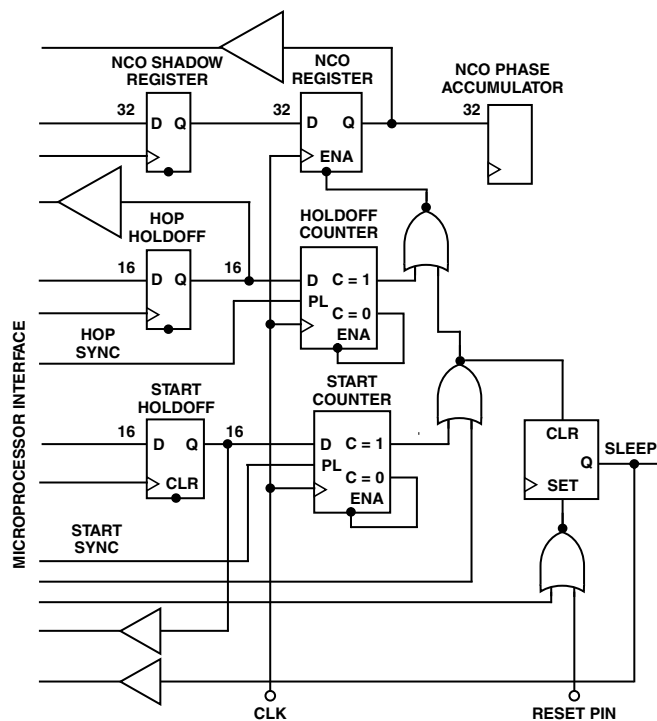 NCO SHADOW
REGISTER
NCO
REGISTER
NCO PHASE
ACCUMULATOR
32
D Q
32
D Q
ENA
32
HOP
HOLDOFF
HOLDOFF
COUNTER
16
D Q
16
D C = 1
PL
C = 0
ENA
HOP
SYNC
MICROPROCESSOR INTERFACE
START
HOLDOFF
START
COUNTER
16
D Q
CLR
16
D C = 1
PL
C = 0
ENA
CLR
Q
SET
SLEEP
START
SYNC
CLK
RESET PIN